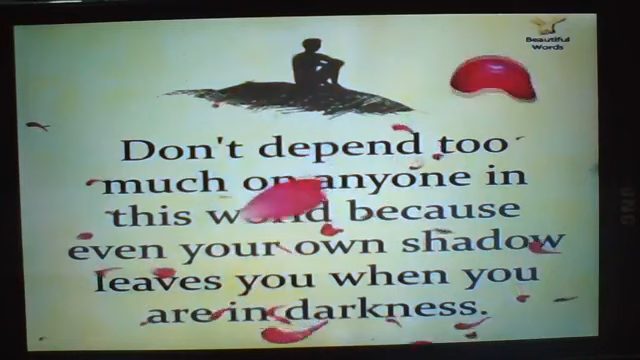 Beautiful
Words
Don't depend too
much on anyone in
this world because
even your own shadow
leaves you when you
are in darkness.